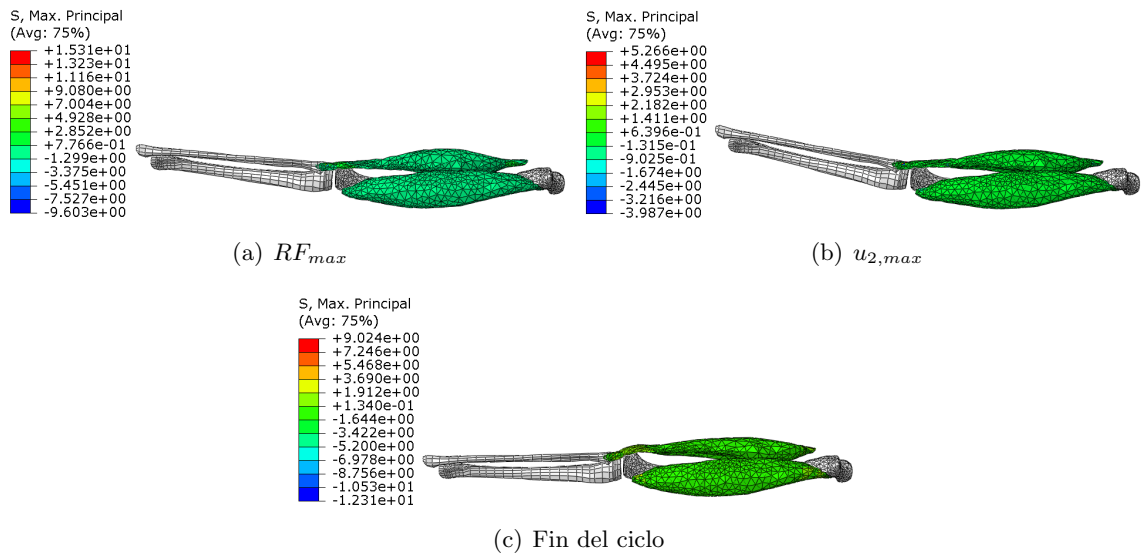 S, Max. Principal
(Avg: 75%)
+1.531e+01
+1.323e+01
+1.116e+01
+9.080e+00
+7.004e+00
+4.928e+00
+2.852e+00
+7.766e-01
-1.299e+00
-3.375e+00
-5.451e+00
-7.527e+00
-9.603e+00
(a) RF_max
S, Max. Principal
(Avg: 75%)
+5.266e+00
+4.495e+00
+3.724e+00
+2.953e+00
+2.182e+00
+1.411e+00
+6.396e-01
-1.315e-01
-9.025e-01
-1.674e+00
-2.445e+00
-3.216e+00
-3.987e+00
(b) u_2,max
S, Max. Principal
(Avg: 75%)
+9.024e+00
+7.246e+00
+5.468e+00
+3.690e+00
+1.912e+00
+1.340e-01
-1.644e+00
-3.422e+00
-5.200e+00
-6.978e+00
-8.756e+00
-1.053e+01
-1.231e+01
(c) Fin del ciclo